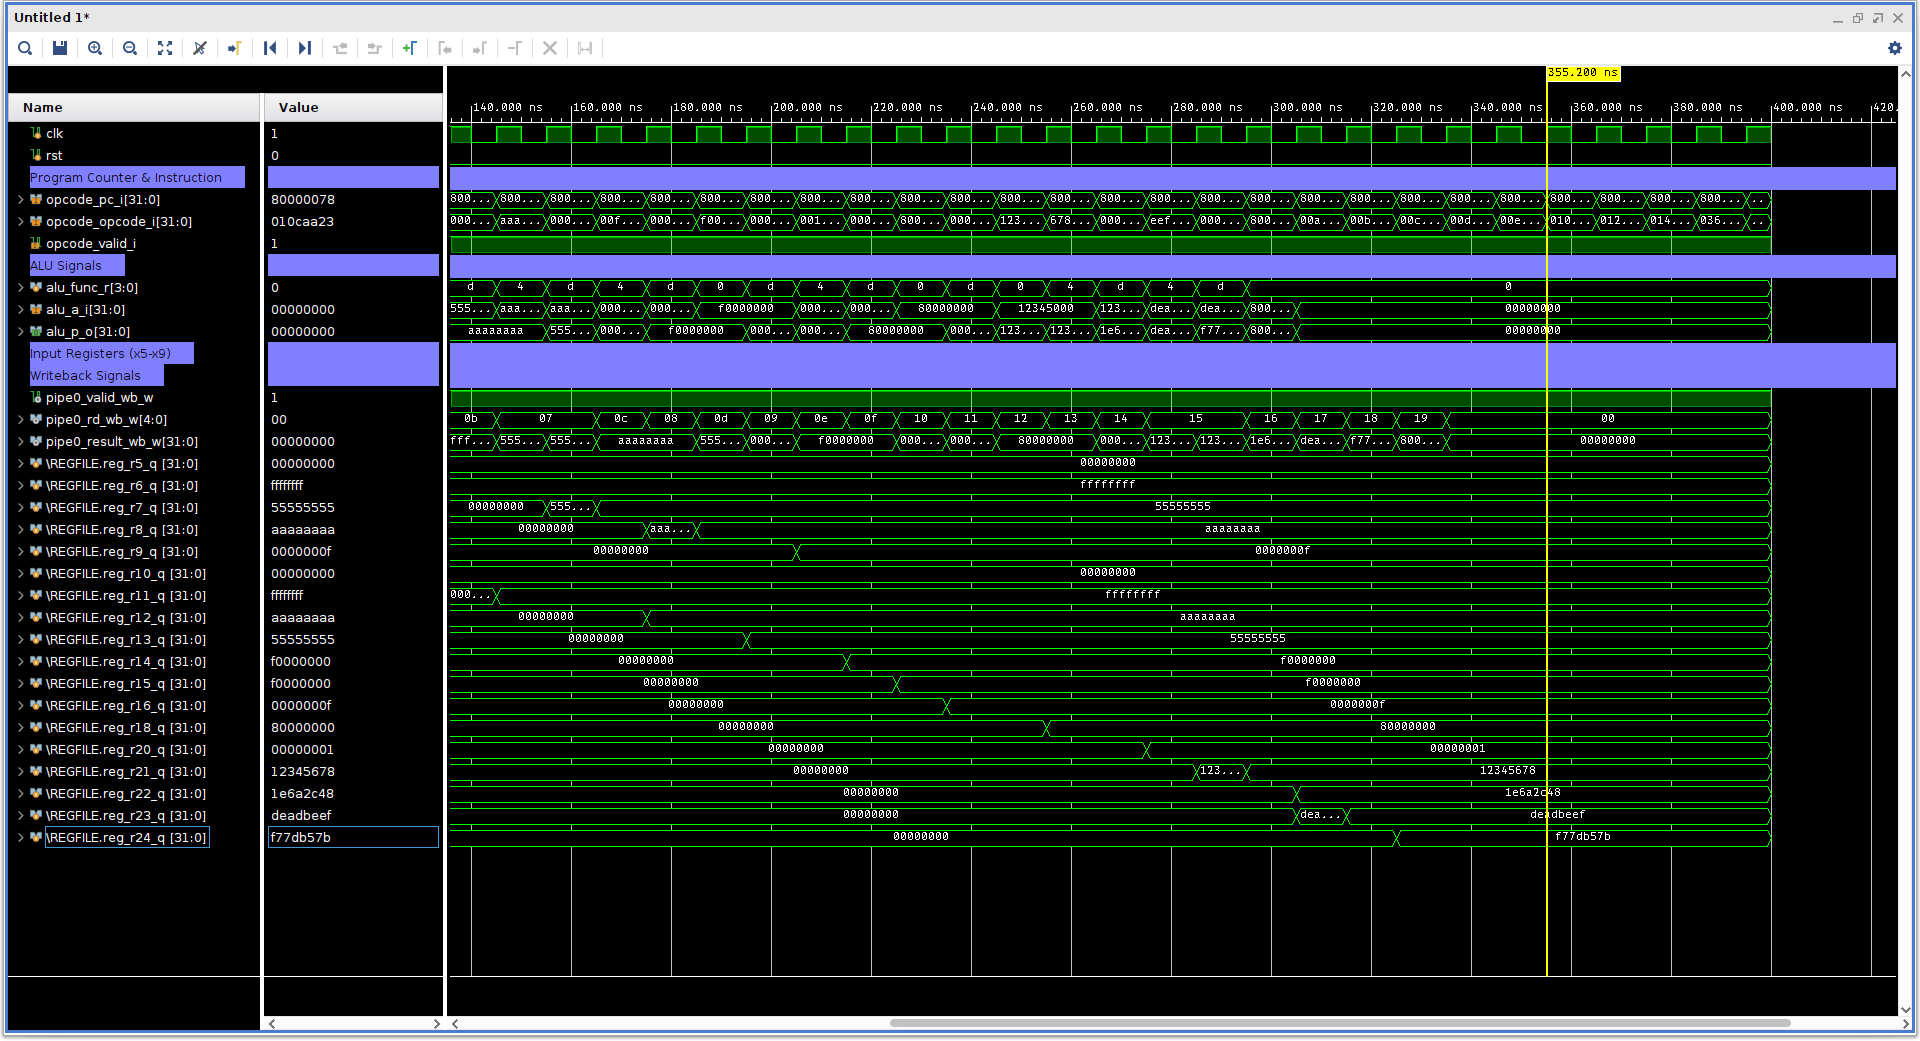 Untitled 1*
355.200 ns
Name Value
140.000 ns 160.000 ns 180.000 ns 200.000 ns 220.000 ns 240.000 ns 260.000 ns 280.000 ns 300.000 ns 320.000 ns 340.000 ns 360.000 ns 380.000 ns 400.000 ns 420.
clk 1
rst 0
Program Counter & Instruction
opcode_pc_i[31:0] 80000078 800... 800... 800... 800... 800... 800... 800... 800... 800... 800... 800... 800... 800... 800... 800... 800... 800... 800... 800... 800... 800... 800... 800... 800... 800... 800... ..
opcode_opcode_i[31:0] 010caa23 000... aaa... 000... 00f... 000... f00... 000... 001... 000... 800... 000... 123... 678... 000... eef... 000... 800... 00a... 00b... 00c... 00d... 00e... 010... 012... 014... 036... ..
opcode_valid_i 1
ALU Signals
alu_func_r[3:0] 0 d 4 d 4 d 0 d 4 d 0 d 0 4 d 4 d 0
alu_a_i[31:0] 00000000 555... aaa... aaa... 000... 000... f0000000 000... 000... 80000000 12345000 123... dea... dea... 800... 00000000
alu_p_o[31:0] 00000000 aaaaaaaa 555... 000... f0000000 000... 000... 80000000 000... 123... 123... 1e6... dea... f77... 800... 00000000
Input Registers (x5-x9)
Writeback Signals
pipe0_valid_wb_w 1
pipe0_rd_wb_w[4:0] 00 0b 07 0c 08 0d 09 0e 0f 10 11 12 13 14 15 16 17 18 19 00
pipe0_result_wb_w[31:0] 00000000 fff... 555... 555... aaaaaaaa 555... 000... f0000000 000... 000... 80000000 000... 123... 123... 1e6... dea... f77... 800... 00000000
\REGFILE.reg_r5_q [31:0] 00000000 00000000
\REGFILE.reg_r6_q [31:0] ffffffff ffffffff
\REGFILE.reg_r7_q [31:0] 55555555 00000000 555... 55555555
\REGFILE.reg_r8_q [31:0] aaaaaaaa 00000000 aaa... aaaaaaaa
\REGFILE.reg_r9_q [31:0] 0000000f 00000000 0000000f
\REGFILE.reg_r10_q [31:0] 00000000 00000000
\REGFILE.reg_r11_q [31:0] ffffffff 000... ffffffff
\REGFILE.reg_r12_q [31:0] aaaaaaaa 00000000 aaaaaaaa
\REGFILE.reg_r13_q [31:0] 55555555 00000000 55555555
\REGFILE.reg_r14_q [31:0] f0000000 00000000 f0000000
\REGFILE.reg_r15_q [31:0] f0000000 00000000 f0000000
\REGFILE.reg_r16_q [31:0] 0000000f 00000000 0000000f
\REGFILE.reg_r18_q [31:0] 80000000 00000000 80000000
\REGFILE.reg_r20_q [31:0] 00000001 00000000 00000001
\REGFILE.reg_r21_q [31:0] 12345678 00000000 123... 12345678
\REGFILE.reg_r22_q [31:0] 1e6a2c48 00000000 1e6a2c48
\REGFILE.reg_r23_q [31:0] deadbeef 00000000 dea... deadbeef
\REGFILE.reg_r24_q [31:0] f77db57b 00000000 f77db57b